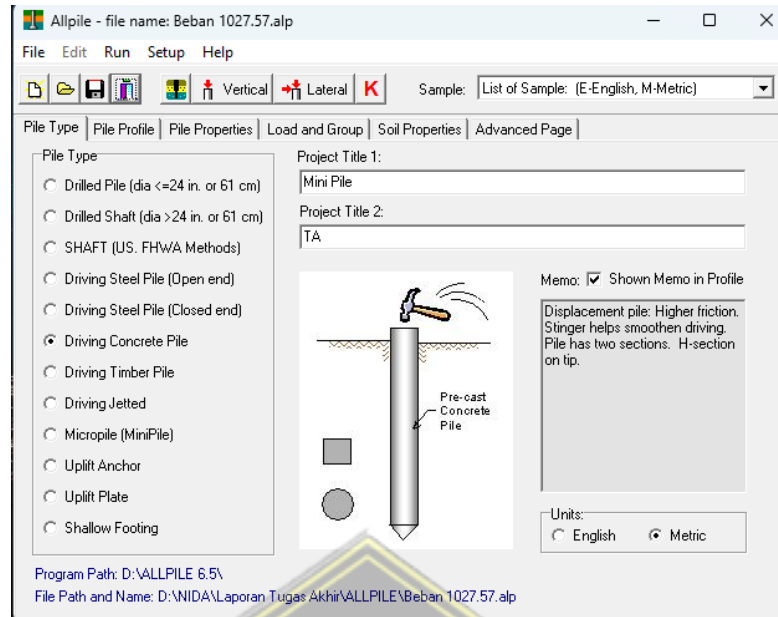 Allpile - file name: Beban 1027.57.alp
File Edit Run Setup Help
Vertical Lateral K Sample: List of Sample: (E-English, M-Metric)
Pile Type Pile Profile Pile Properties Load and Group Soil Properties Advanced Page
Pile Type
Drilled Pile (dia <=24 in. or 61 cm)
Drilled Shaft (dia >24 in. or 61 cm)
SHAFT (US. FHWA Methods)
Driving Steel Pile (Open end)
Driving Steel Pile (Closed end)
Driving Concrete Pile
Driving Timber Pile
Driving Jetted
Micropile (MiniPile)
Uplift Anchor
Uplift Plate
Shallow Footing
Project Title 1:
Mini Pile
Project Title 2:
TA
Pre-cast
Concrete
Pile
Memo: Shown Memo in Profile
Displacement pile: Higher friction.
Stinger helps smoothen driving.
Pile has two sections. H-section
on tip.
Units:
English Metric
Program Path: D:\ALLPILE 6.5\
File Path and Name: D:\NIDA\Laporan Tugas Akhir\ALLPILE\Beban 1027.57.alp